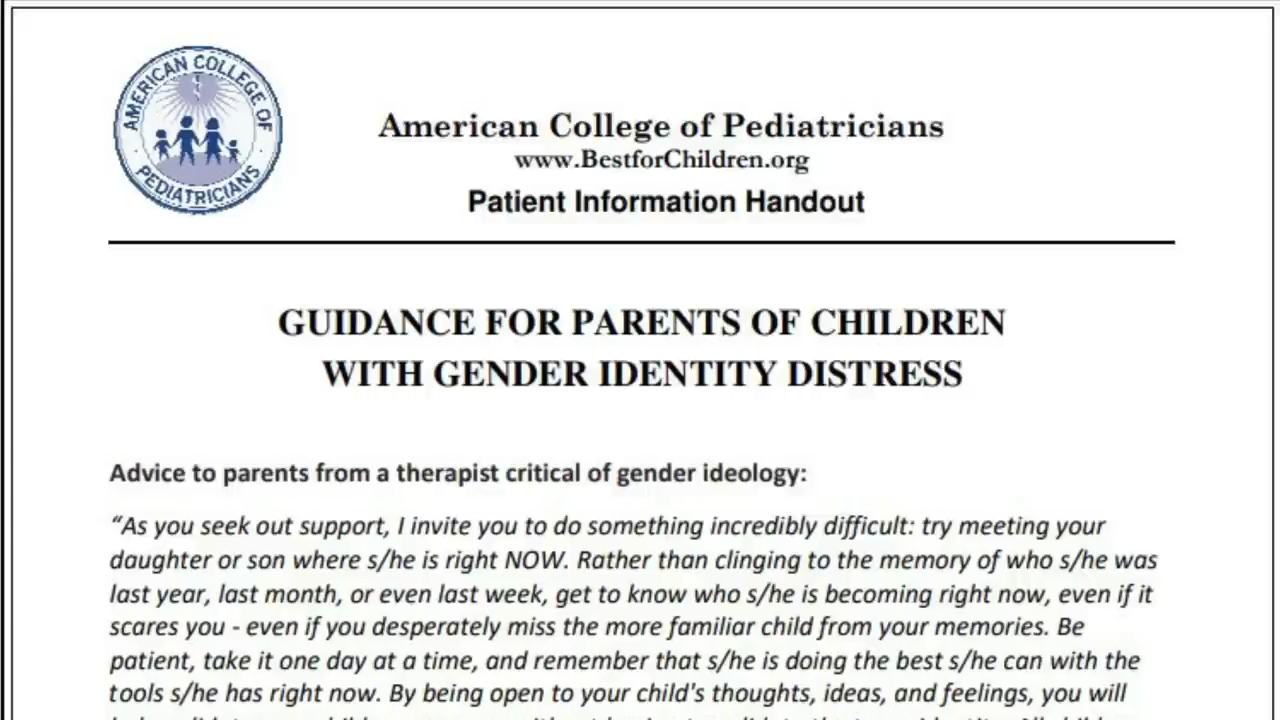 AMERICAN COLLEGE OF
PEDIATRICIANS
American College of Pediatricians
www.BestforChildren.org
Patient Information Handout
GUIDANCE FOR PARENTS OF CHILDREN
WITH GENDER IDENTITY DISTRESS
Advice to parents from a therapist critical of gender ideology:
“As you seek out support, I invite you to do something incredibly difficult: try meeting your
daughter or son where s/he is right NOW. Rather than clinging to the memory of who s/he was
last year, last month, or even last week, get to know who s/he is becoming right now, even if it
scares you - even if you desperately miss the more familiar child from your memories. Be
patient, take it one day at a time, and remember that s/he is doing the best s/he can with the
tools s/he has right now. By being open to your child's thoughts, ideas, and feelings, you will